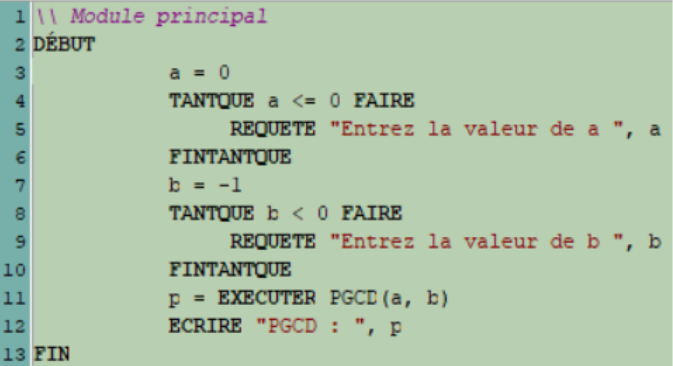 1 \\ Module principal
2 DÉBUT
3 a = 0
4 TANTQUE a <= 0 FAIRE
5 REQUETE "Entrez la valeur de a ", a
6 FINTANTQUE
7 b = -1
8 TANTQUE b < 0 FAIRE
9 REQUETE "Entrez la valeur de b ", b
10 FINTANTQUE
11 p = EXECUTER PGCD(a, b)
12 ECRIRE "PGCD : ", p
13 FIN